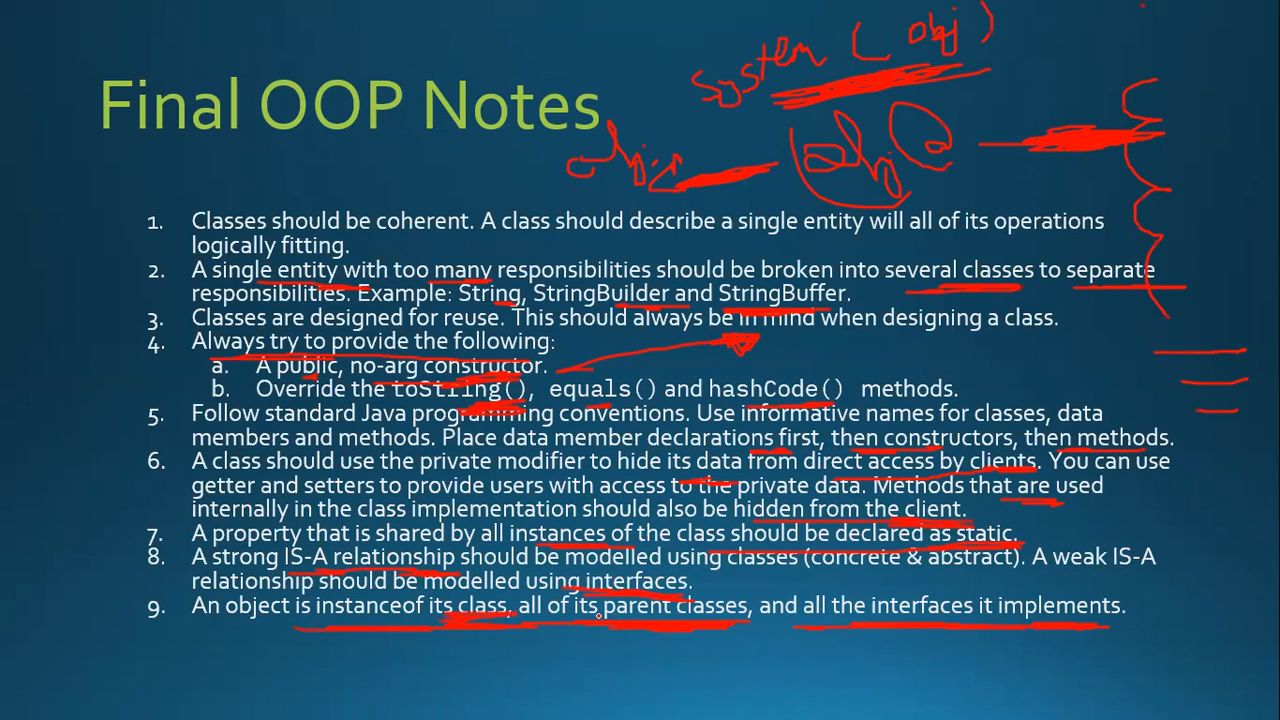 System ( obj )
Final OOP Notes
obj
1. Classes should be coherent. A class should describe a single entity will all of its operations
logically fitting.
2. A single entity with too many responsibilities should be broken into several classes to separate
responsibilities. Example: String, StringBuilder and StringBuffer.
3. Classes are designed for reuse. This should always be in mind when designing a class.
4. Always try to provide the following:
a. A public, no-arg constructor.
b. Override the toString(), equals() and hashCode() methods.
5. Follow standard Java programming conventions. Use informative names for classes, data
members and methods. Place data member declarations first, then constructors, then methods.
6. A class should use the private modifier to hide its data from direct access by clients. You can use
getter and setters to provide users with access to the private data. Methods that are used
internally in the class implementation should also be hidden from the client.
7. A property that is shared by all instances of the class should be declared as static.
8. A strong IS-A relationship should be modelled using classes (concrete & abstract). A weak IS-A
relationship should be modelled using interfaces.
9. An object is instanceof its class, all of its parent classes, and all the interfaces it implements.